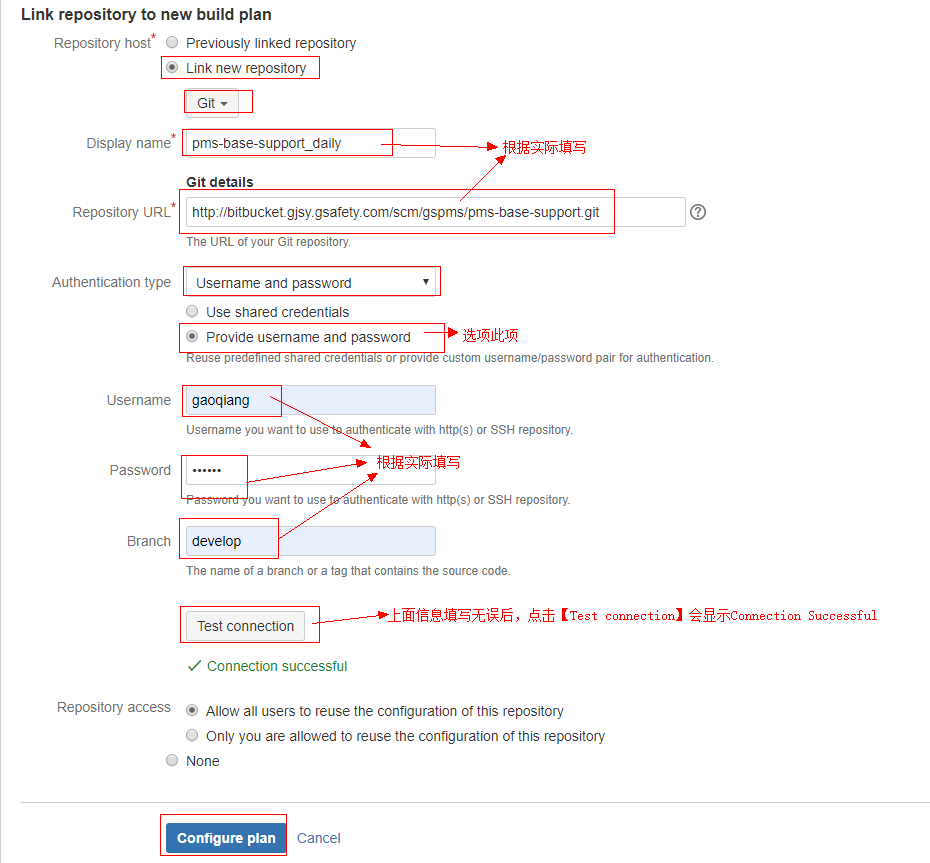 Link repository to new build plan
Repository host* Previously linked repository
Link new repository
Git
Display name* pms-base-support_daily 根据实际填写
Git details
Repository URL* http://bitbucket.gjsy.gsafety.com/scm/gspms/pms-base-support.git ?
The URL of your Git repository.
Authentication type Username and password
Use shared credentials
Provide username and password 选项此项
Reuse predefined shared credentials or provide custom username/password pair for authentication.
Username gaoqiang
Username you want to use to authenticate with http(s) or SSH repository.
Password •••••• 根据实际填写
Password you want to use to authenticate with http(s) or SSH repository.
Branch develop
The name of a branch or a tag that contains the source code.
Test connection 上面信息填写无误后，点击【Test connection】会显示Connection Successful
Connection successful
Repository access Allow all users to reuse the configuration of this repository
Only you are allowed to reuse the configuration of this repository
None
Configure plan Cancel